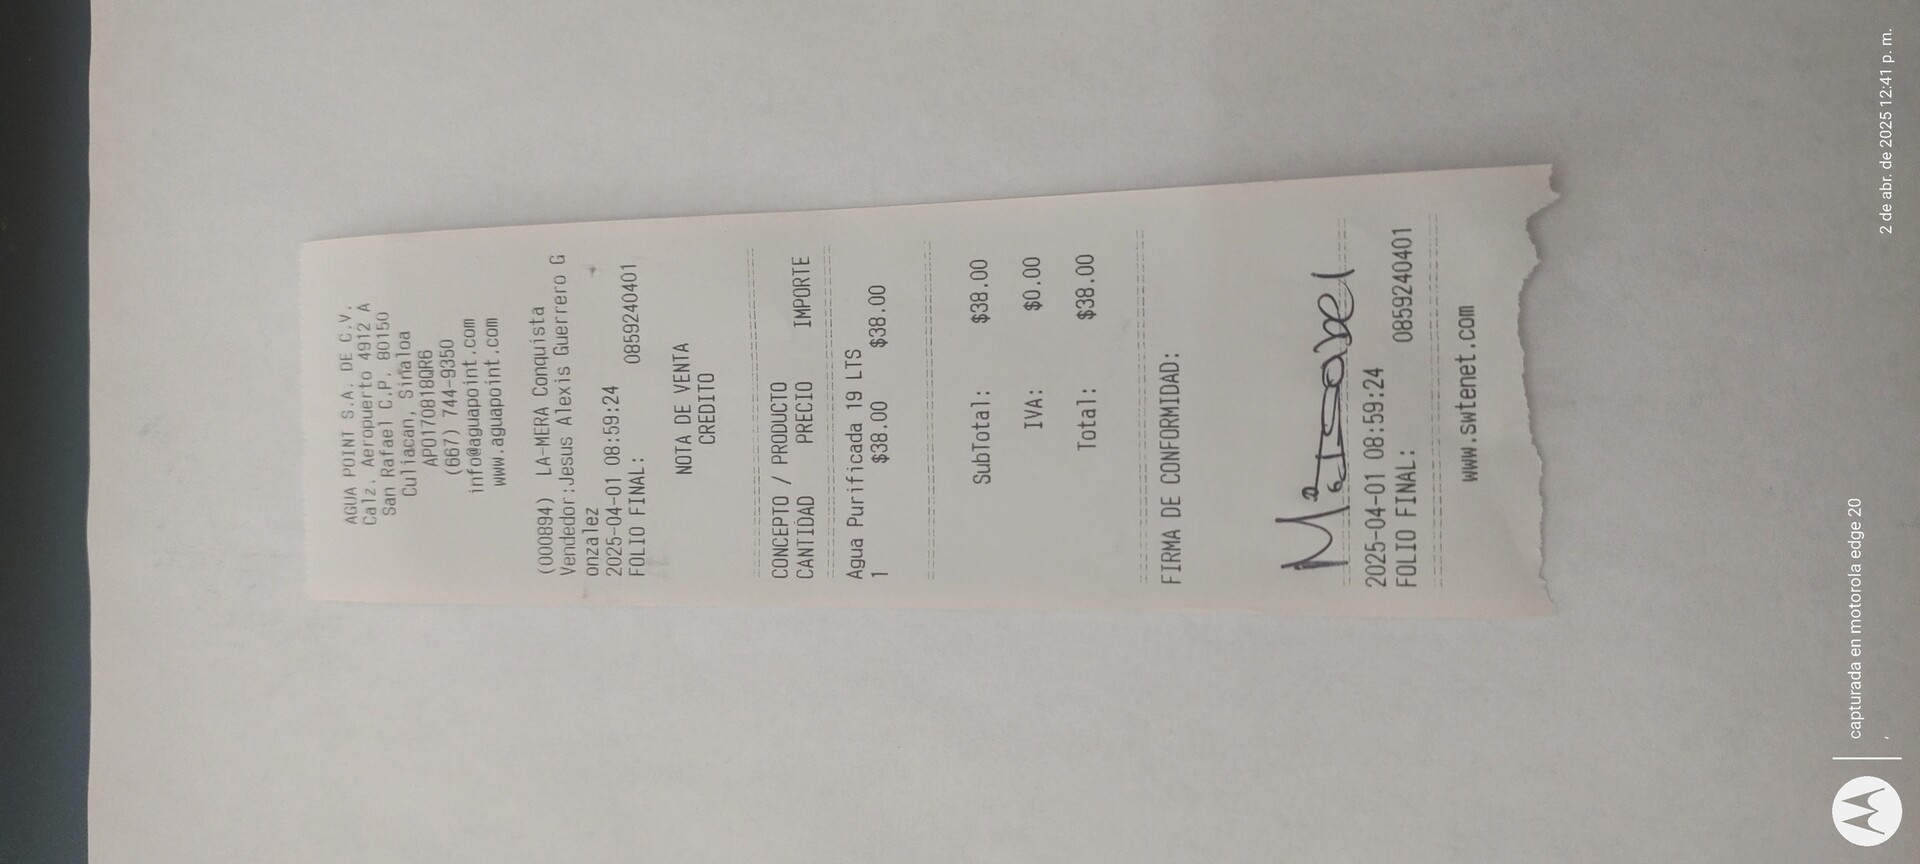 AGUA POINT S.A. DE C.V.
Calz. Aeropuerto 4912 A
San Rafael C.P. 80150
Culiacan, Sinaloa
APO170818QR6
(667) 744-9350
info@aguapoint.com
www.aguapoint.com
(000894) LA-MERA Conquista
Vendedor:Jesus Alexis Guerrero G
onzalez
2025-04-01 08:59:24
FOLIO FINAL: 0859240401
NOTA DE VENTA
CREDITO
CONCEPTO / PRODUCTO
CANTIDAD PRECIO IMPORTE
Agua Purificada 19 LTS
1 $38.00 $38.00
SubTotal: $38.00
IVA: $0.00
Total: $38.00
FIRMA DE CONFORMIDAD:
Ma Isabel
2025-04-01 08:59:24
FOLIO FINAL: 0859240401
www.swtenet.com
capturada en motorola edge 20
, 2 de abr. de 2025 12:41 p. m.